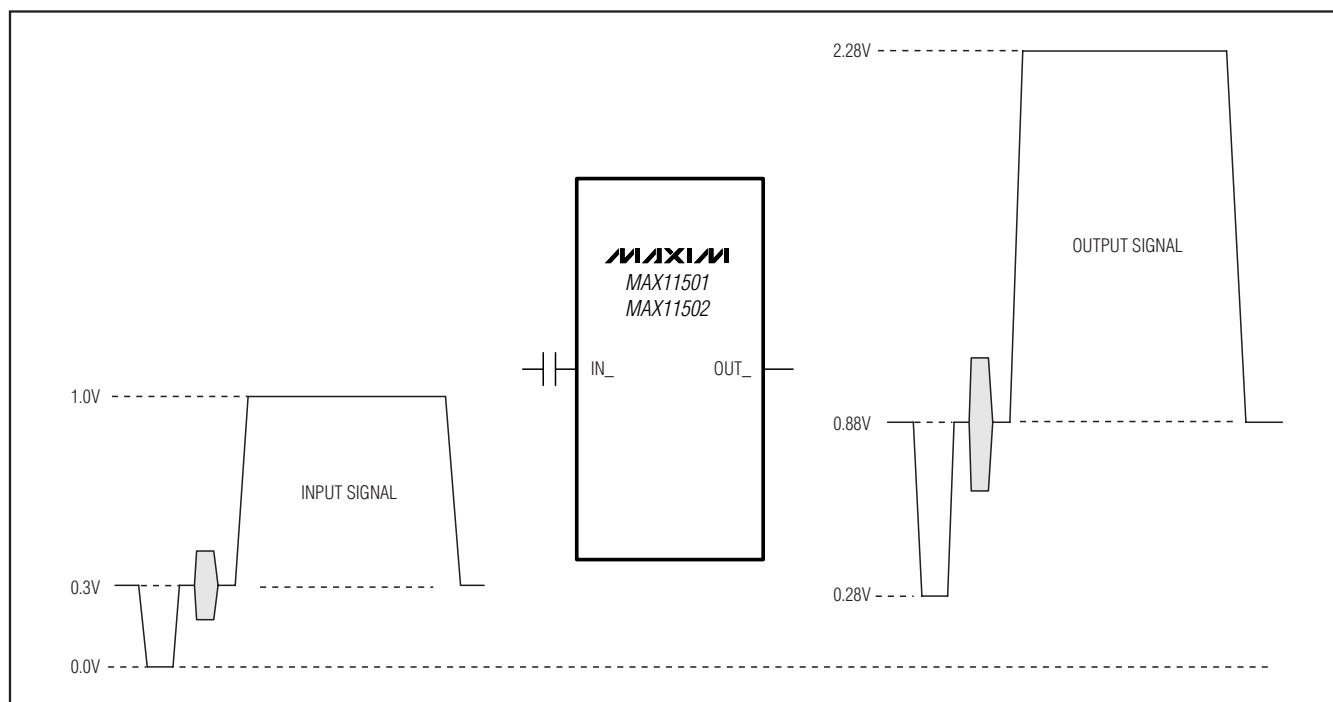 2.28V
MAXIM
MAX11501
MAX11502
OUTPUT SIGNAL
IN_
OUT_
1.0V
0.88V
INPUT SIGNAL
0.3V
0.28V
0.0V